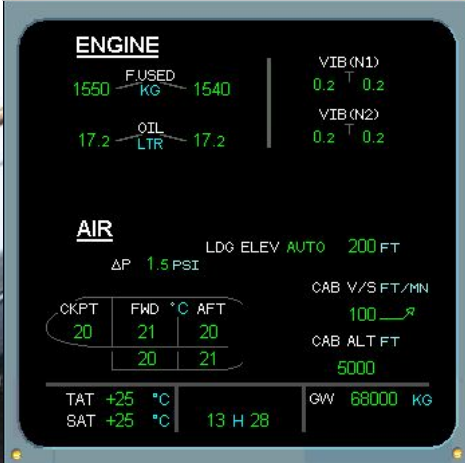 ENGINE
F.USED
1550 KG 1540
OIL
17.2 LTR 17.2
VIB (N1)
0.2 0.2
VIB (N2)
0.2 0.2
AIR
LDG ELEV AUTO 200 FT
ΔP 1.5 PSI
CAB V/S FT/MN
100
CKPT FWD °C AFT
20 21 20
20 21
CAB ALT FT
5000
TAT +25 °C
SAT +25 °C
13 H 28
GW 68000 KG